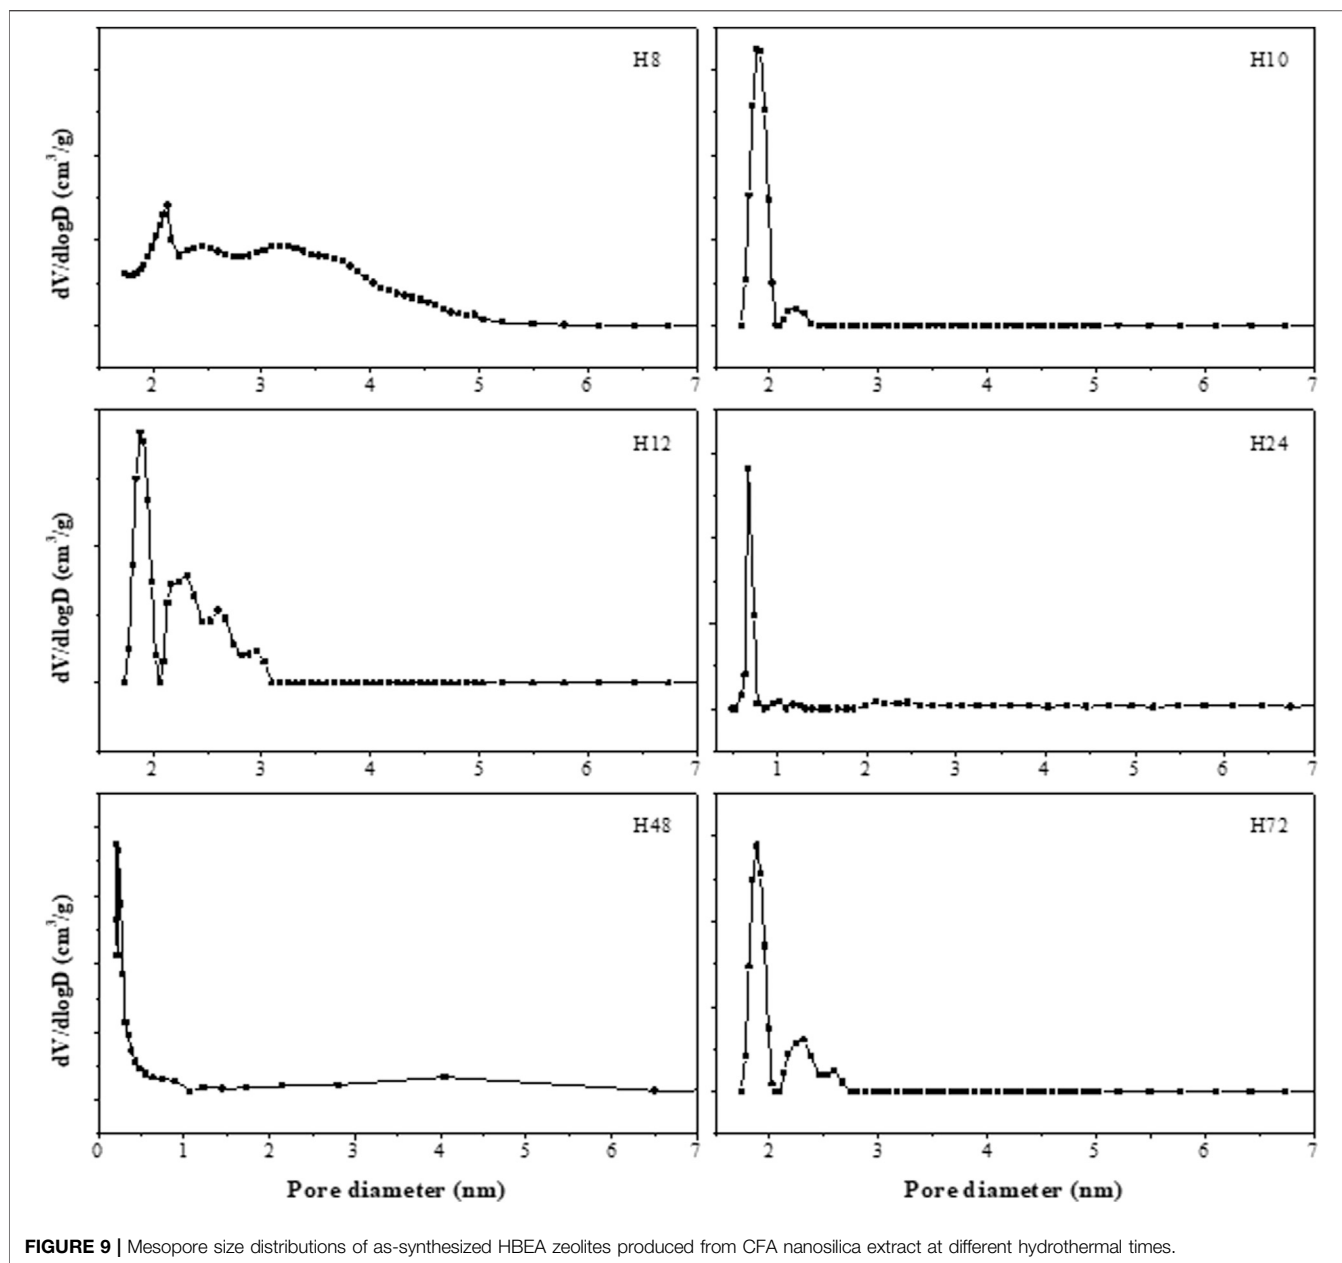 H8
H10
dV/dlogD (cm³/g)
2 3 4 5 6 7
2 3 4 5 6 7
H12
H24
dV/dlogD (cm³/g)
2 3 4 5 6 7
1 2 3 4 5 6 7
H48
H72
dV/dlogD (cm³/g)
0 1 2 3 4 5 6 7
2 3 4 5 6 7
Pore diameter (nm)
Pore diameter (nm)
FIGURE 9 | Mesopore size distributions of as-synthesized HBEA zeolites produced from CFA nanosilica extract at different hydrothermal times.